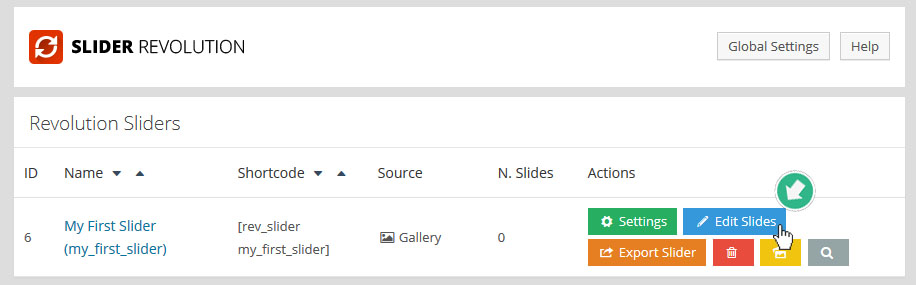 SLIDER REVOLUTION
Global Settings
Help
Revolution Sliders
ID Name Shortcode Source N. Slides Actions
6
My First Slider
(my_first_slider)
[rev_slider
my_first_slider]
Gallery
0
Settings
Edit Slides
Export Slider